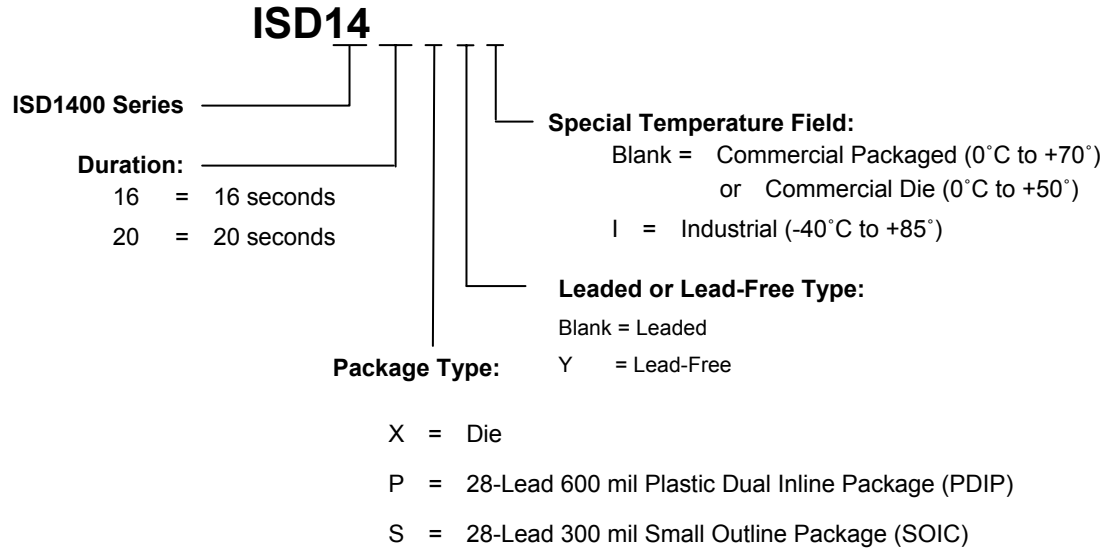 ISD14
ISD1400 Series
Duration:
16 = 16 seconds
20 = 20 seconds
Special Temperature Field:
Blank = Commercial Packaged (0˚C to +70˚)
or Commercial Die (0˚C to +50˚)
I = Industrial (-40˚C to +85˚)
Leaded or Lead-Free Type:
Blank = Leaded
Y = Lead-Free
Package Type:
X = Die
P = 28-Lead 600 mil Plastic Dual Inline Package (PDIP)
S = 28-Lead 300 mil Small Outline Package (SOIC)